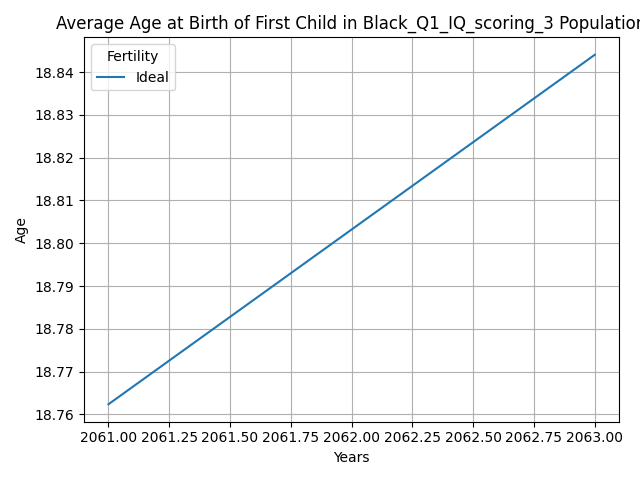 Average Age at Birth of First Child in Black_Q1_IQ_scoring_3 Population
Fertility
Ideal
18.84
18.83
18.82
18.81
18.80
18.79
18.78
18.77
18.76
Age
2061.00 2061.25 2061.50 2061.75 2062.00 2062.25 2062.50 2062.75 2063.00
Years